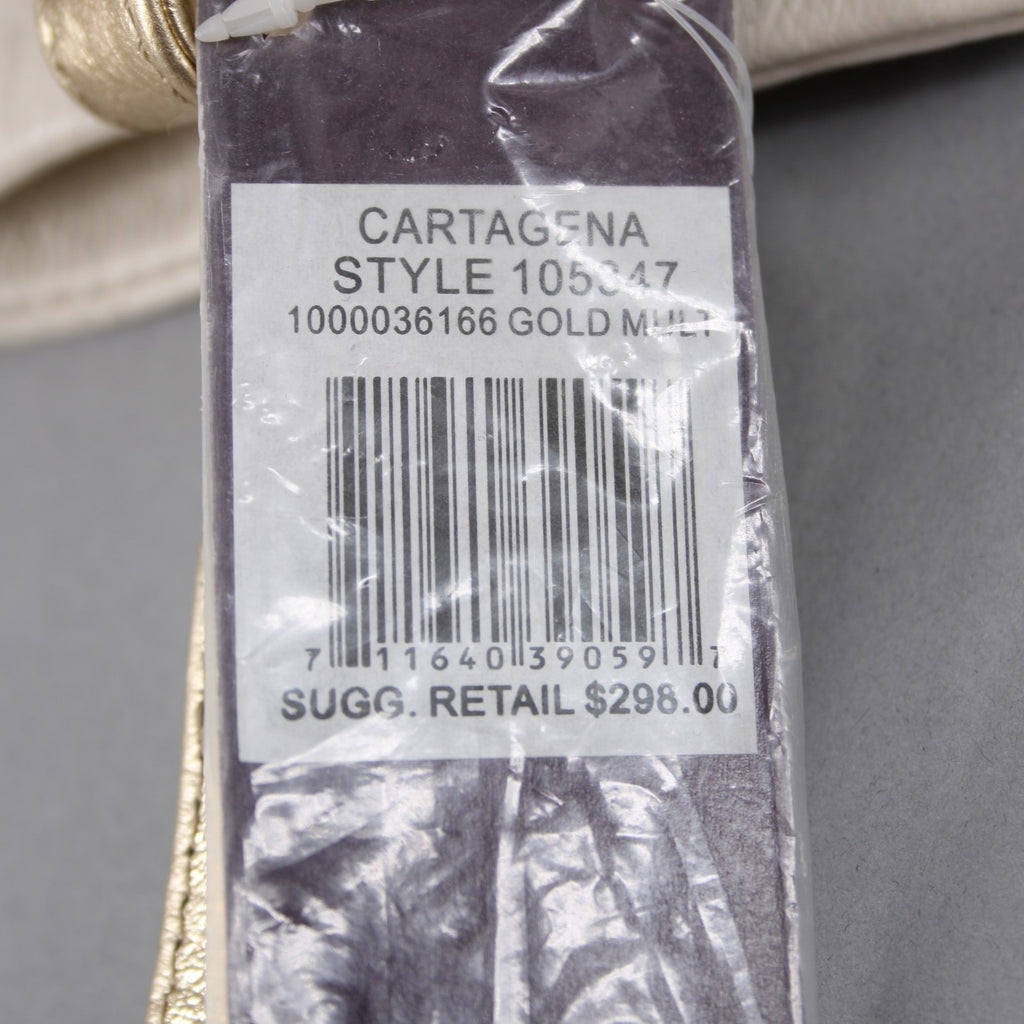 CARTAGENA
STYLE 105347
1000036166 GOLD MULT
7 11640 39059 7
SUGG. RETAIL $298.00